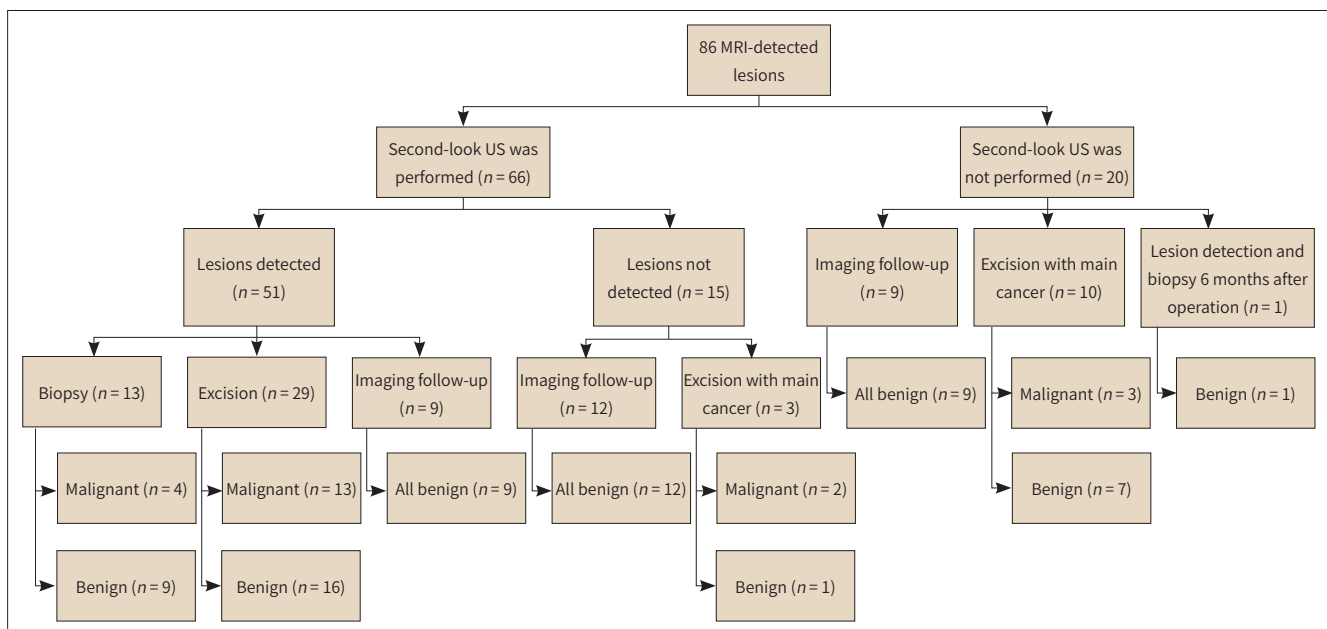 86 MRI-detected
lesions
Second-look US was
performed (n = 66)
Second-look US was
not performed (n = 20)
Lesions detected
(n = 51)
Lesions not
detected (n = 15)
Imaging follow-up
(n = 9)
Excision with main
cancer (n = 10)
Lesion detection and
biopsy 6 months after
operation (n = 1)
Biopsy (n = 13)
Excision (n = 29)
Imaging follow-up
(n = 9)
Imaging follow-up
(n = 12)
Excision with main
cancer (n = 3)
All benign (n = 9)
Malignant (n = 3)
Benign (n = 1)
Malignant (n = 4)
Malignant (n = 13)
All benign (n = 9)
All benign (n = 12)
Malignant (n = 2)
Benign (n = 7)
Benign (n = 9)
Benign (n = 16)
Benign (n = 1)